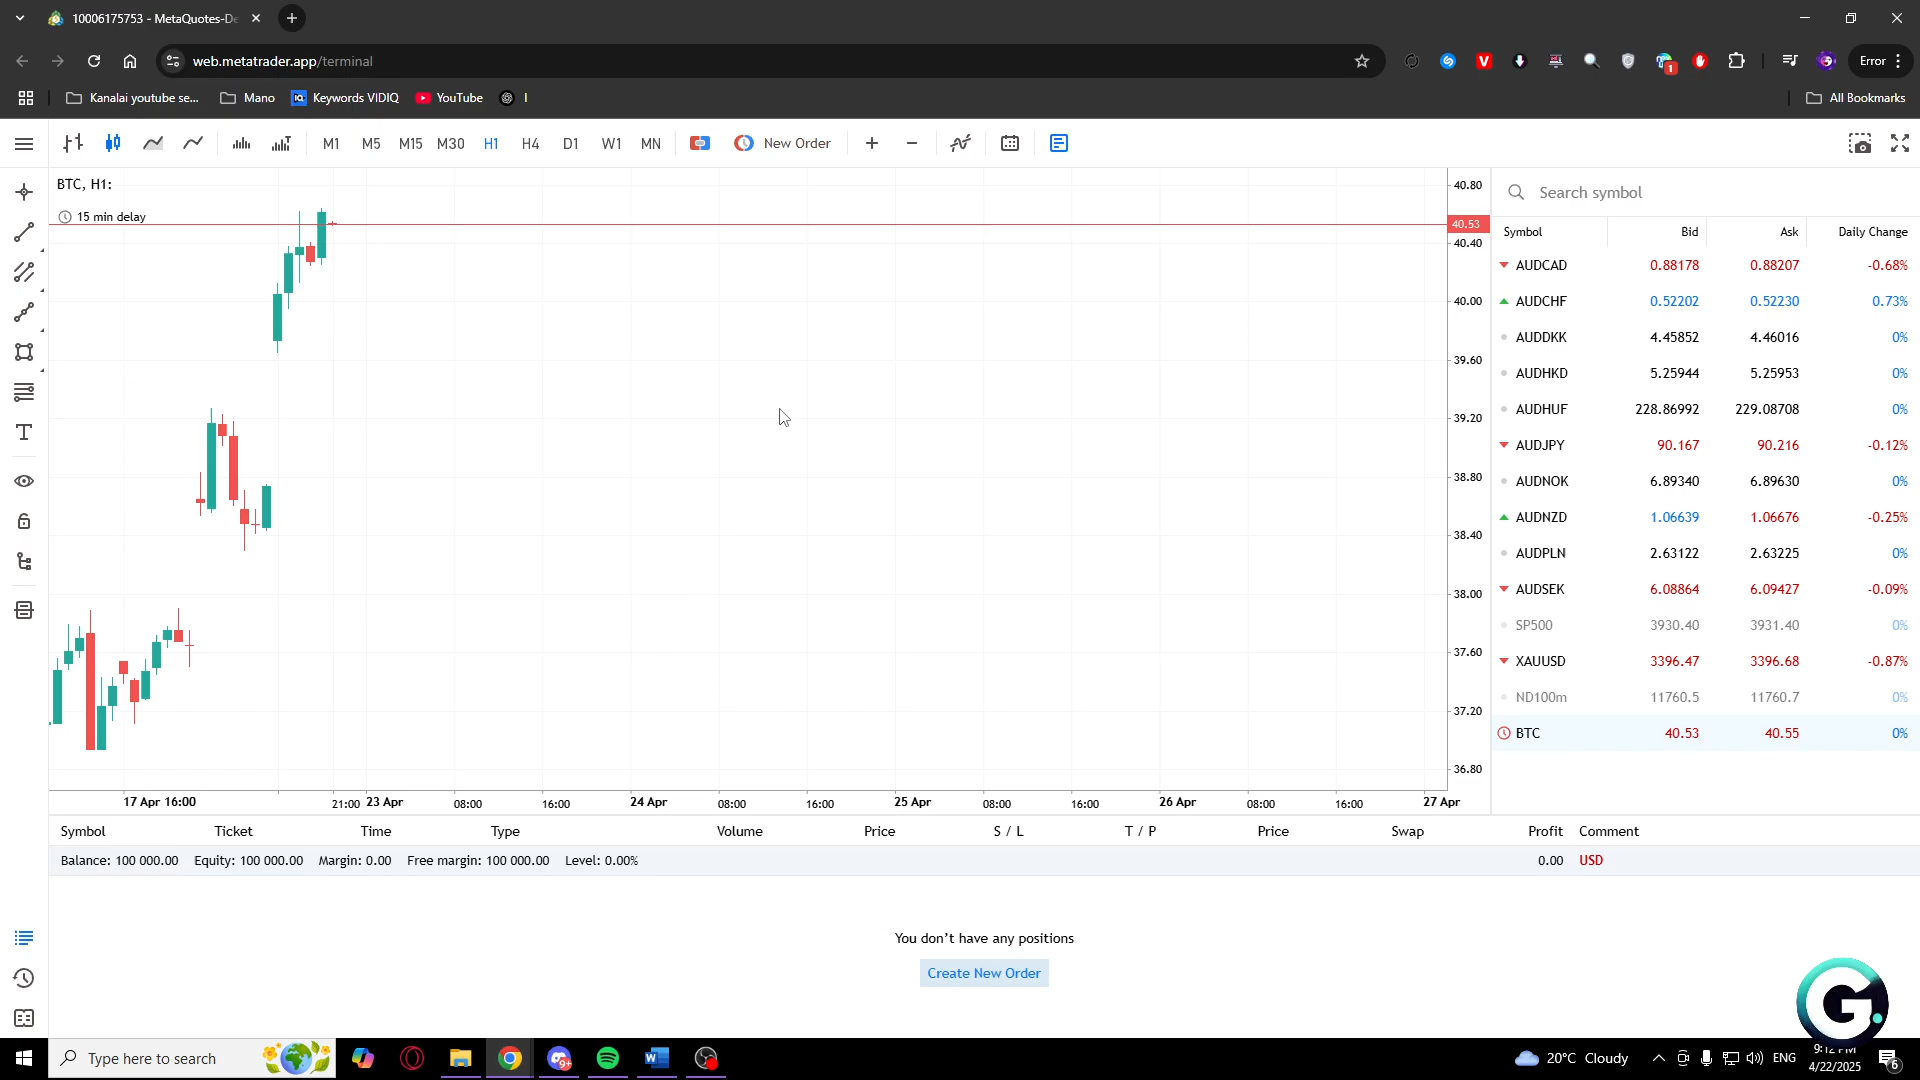 10006175753 - MetaQuotes-De
web.metatrader.app/terminal
Error
1
Kanalai youtube se...
Mano
Keywords VIDIQ
YouTube
I
All Bookmarks
M1 M5 M15 M30 H1 H4 D1 W1 MN New Order
BTC, H1:
15 min delay
40.80
40.53
40.40
40.00
39.60
39.20
38.80
38.40
38.00
37.60
37.20
36.80
17 Apr 16:00 21:00 23 Apr 08:00 16:00 24 Apr 08:00 16:00 25 Apr 08:00 16:00 26 Apr 08:00 16:00 27 Apr
Search symbol
Symbol Bid Ask Daily Change
AUDCAD 0.88178 0.88207 -0.68%
AUDCHF 0.52202 0.52230 0.73%
AUDDKK 4.45852 4.46016 0%
AUDHKD 5.25944 5.25953 0%
AUDHUF 228.86992 229.08708 0%
AUDJPY 90.167 90.216 -0.12%
AUDNOK 6.89340 6.89630 0%
AUDNZD 1.06639 1.06676 -0.25%
AUDPLN 2.63122 2.63225 0%
AUDSEK 6.08864 6.09427 -0.09%
SP500 3930.40 3931.40 0%
XAUUSD 3396.47 3396.68 -0.87%
ND100m 11760.5 11760.7 0%
BTC 40.53 40.55 0%
Symbol Ticket Time Type Volume Price S / L T / P Price Swap Profit Comment
Balance: 100 000.00 Equity: 100 000.00 Margin: 0.00 Free margin: 100 000.00 Level: 0.00% 0.00 USD
You don't have any positions
Create New Order
G
Type here to search
9+
20°C Cloudy
ENG
9:12 PM
4/22/2025
6